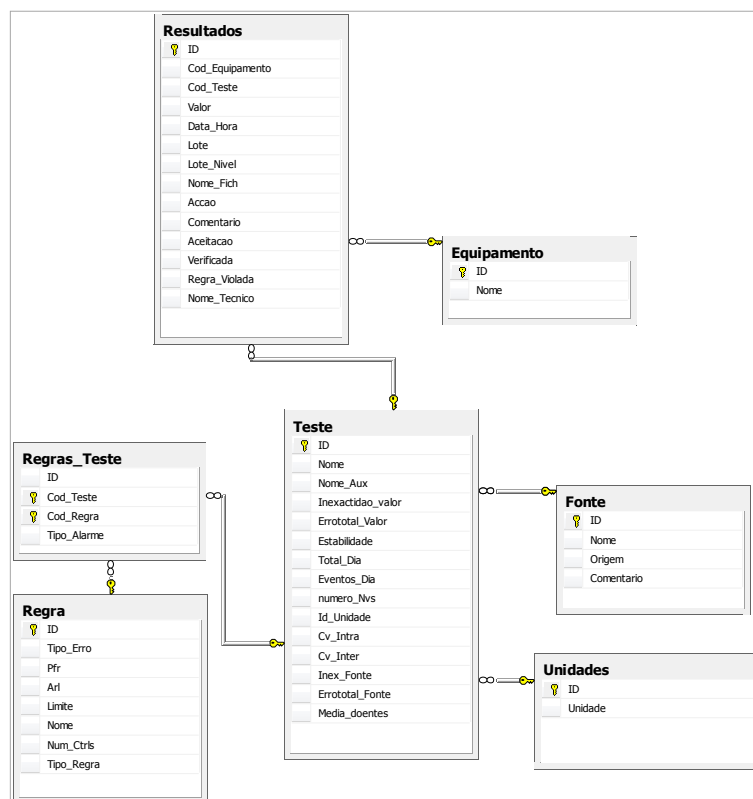 Resultados
ID
Cod_Equipamento
Cod_Teste
Valor
Data_Hora
Lote
Lote_Nivel
Nome_Fich
Accao
Comentario
Aceitacao
Verificada
Regra_Violada
Nome_Tecnico
Equipamento
ID
Nome
Teste
ID
Nome
Nome_Aux
Inexactidao_valor
Errototal_Valor
Estabilidade
Total_Dia
Eventos_Dia
numero_Nvs
Id_Unidade
Cv_Intra
Cv_Inter
Inex_Fonte
Errototal_Fonte
Media_doentes
Regras_Teste
ID
Cod_Teste
Cod_Regra
Tipo_Alarme
Fonte
ID
Nome
Origem
Comentario
Regra
ID
Tipo_Erro
Pfr
Arl
Limite
Nome
Num_Ctrls
Tipo_Regra
Unidades
ID
Unidade